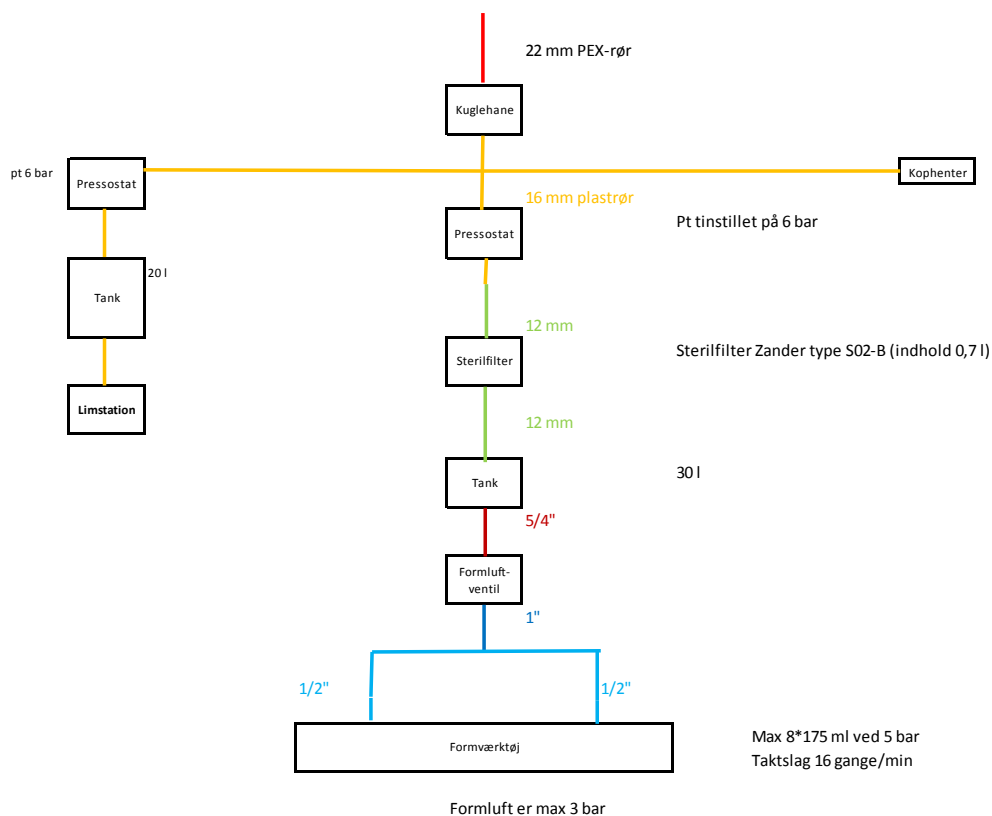 22 mm PEX-rør
Kuglehane
pt 6 bar
Pressostat
Kophenter
16 mm plastrør
Pressostat
Pt tinstillet på 6 bar
20 l
Tank
12 mm
Sterilfilter
Sterilfilter Zander type S02-B (indhold 0,7 l)
Limstation
12 mm
Tank
30 l
5/4"
Formluft-
ventil
1"
1/2"
1/2"
Formværktøj
Max 8*175 ml ved 5 bar
Taktslag 16 gange/min
Formluft er max 3 bar